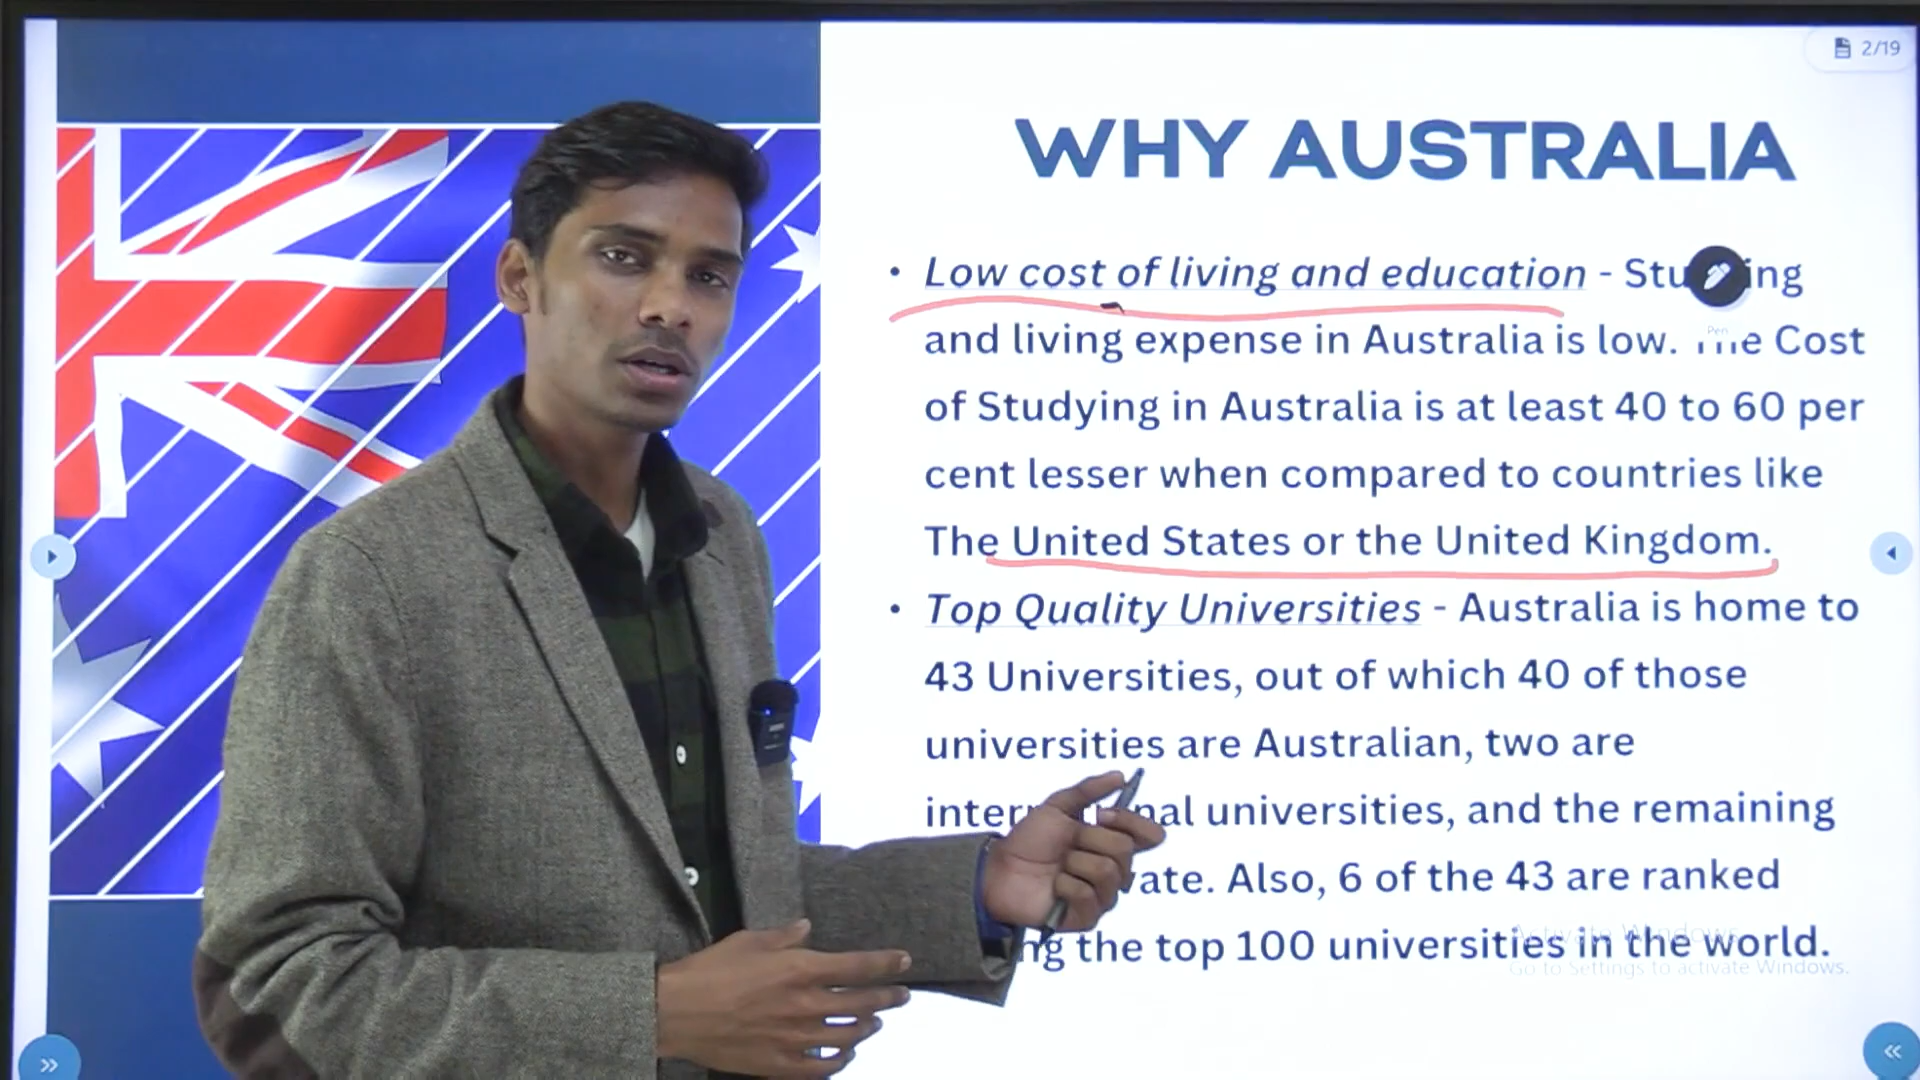 2/19
WHY AUSTRALIA
• Low cost of living and education - Stu ing
and living expense in Australia is low. The Cost
of Studying in Australia is at least 40 to 60 per
cent lesser when compared to countries like
The United States or the United Kingdom.
• Top Quality Universities - Australia is home to
43 Universities, out of which 40 of those
universities are Australian, two are
universities, and the remaining
Also, 6 of the 43 are ranked
the top 100 universities in the world.
Pen
Activate Windows
Go to Settings to activate Windows.